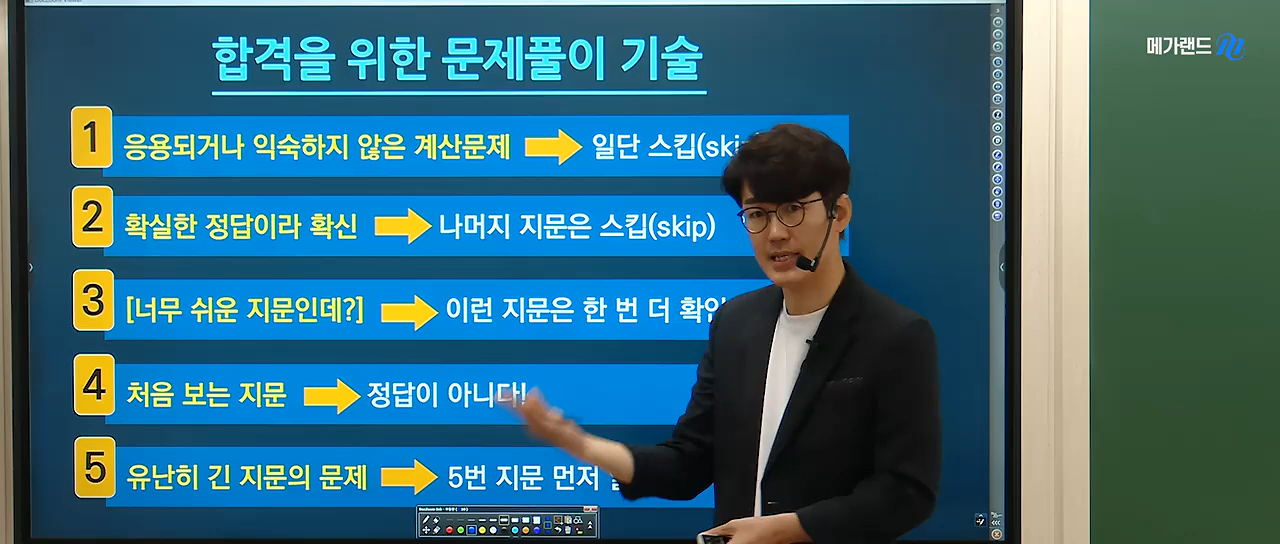 메가랜드
합격을 위한 문제풀이 기술
1 응용되거나 익숙하지 않은 계산문제 일단 스킵(ski
2 확실한 정답이라 확신 나머지 지문은 스킵(skip)
3 [너무 쉬운 지문인데?] 이런 지문은 한 번 더 확인
4 처음 보는 지문 정답이 아니다!
5 유난히 긴 지문의 문제 5번 지문 먼저